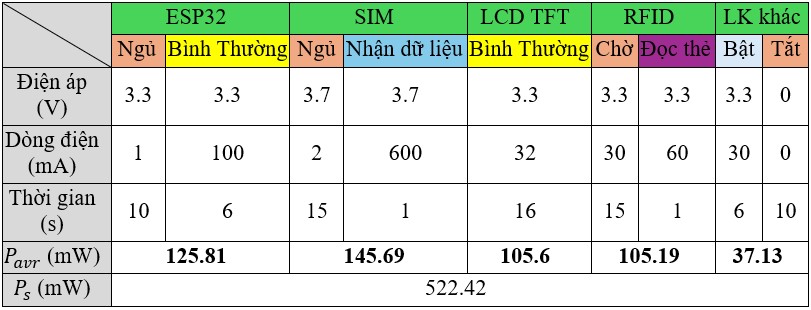 ESP32 SIM LCD TFT RFID LK khác
Ngủ Bình Thường Ngủ Nhận dữ liệu Bình Thường Chờ Đọc thẻ Bật Tắt
Điện áp
(V) 3.3 3.3 3.7 3.7 3.3 3.3 3.3 3.3 0
Dòng điện
(mA) 1 100 2 600 32 30 60 30 0
Thời gian
(s) 10 6 15 1 16 15 1 6 10
P_avr (mW) 125.81 145.69 105.6 105.19 37.13
P_s (mW) 522.42